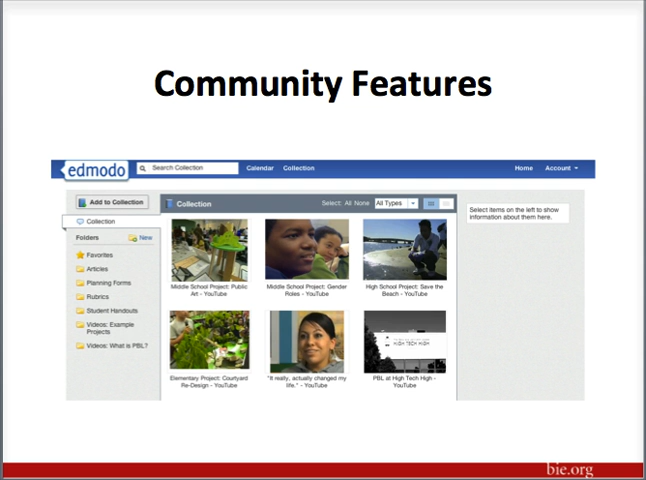 Community Features
edmodo
Search Collection
Calendar
Collection
Home
Account
Add to Collection
Collection
Folders
New
Favorites
Articles
Planning Forms
Rubrics
Student Handouts
Videos: Example
Projects
Videos: What is PBL?
Collection
Select: All None
All Types
Middle School Project: Public
Art - YouTube
Middle School Project: Gender
Roles - YouTube
High School Project: Save the
Beach - YouTube
HIGH TECH HIGH
Elementary Project: Courtyard
Re-Design - YouTube
"It really, actually changed my
life." - YouTube
PBL at High Tech High -
YouTube
Select items on the left to show
information about them here.
bie.org